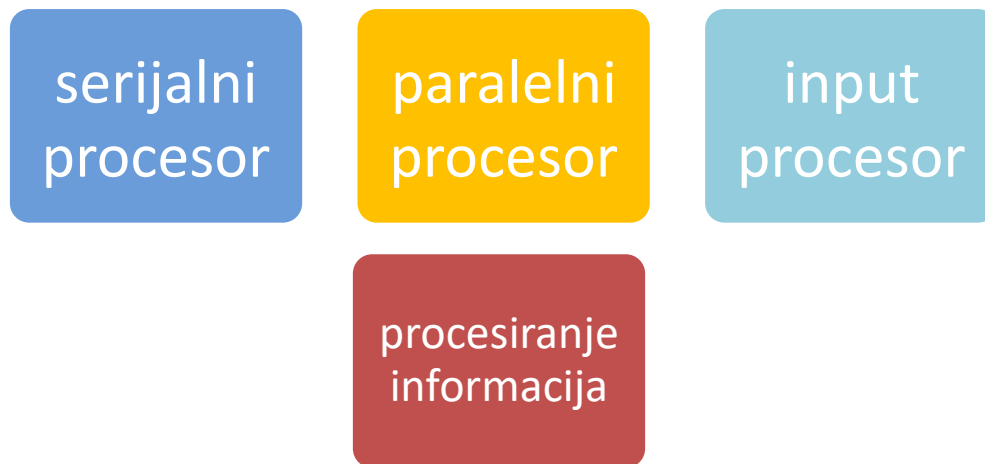 serijalni
procesor
paralelni
procesor
input
procesor
procesiranje
informacija